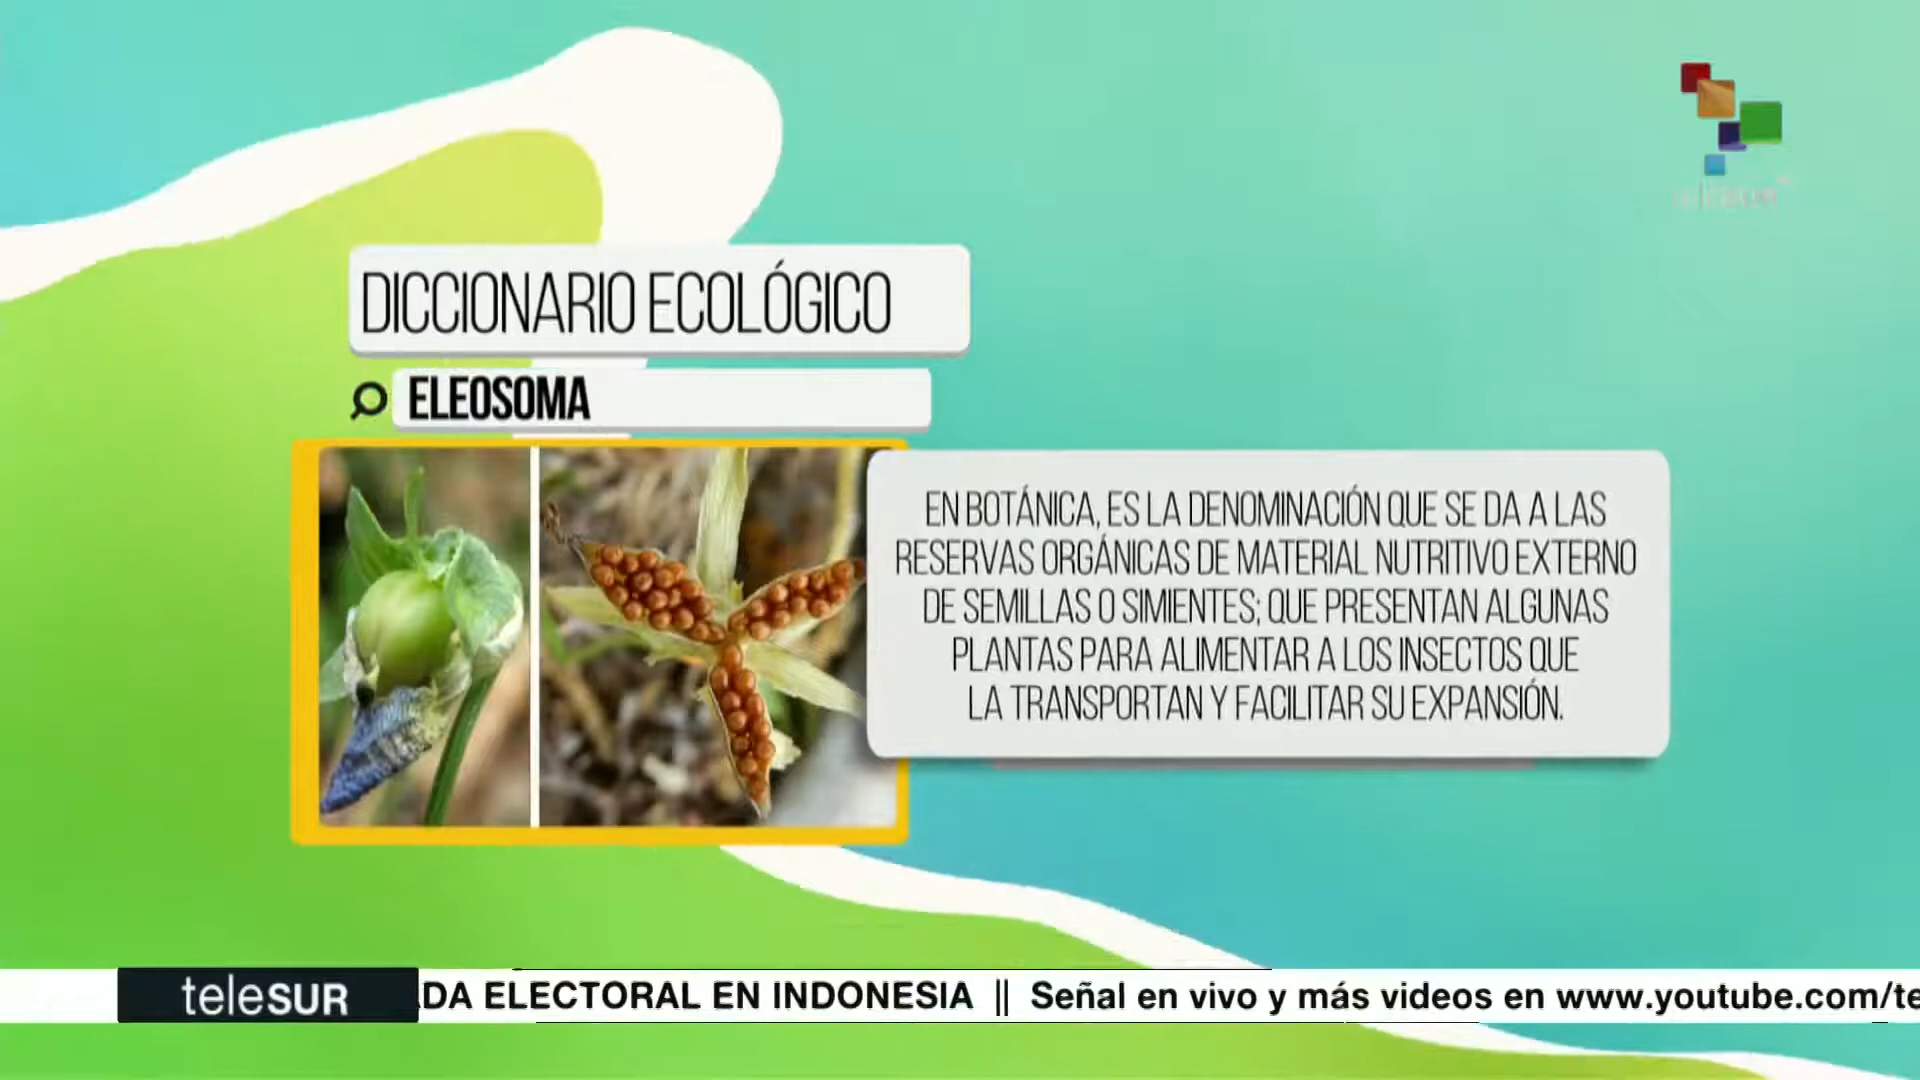 DICCIONARIO ECOLÓGICO
ELEOSOMA
EN BOTÁNICA, ES LA DENOMINACIÓN QUE SE DA A LAS
RESERVAS ORGÁNICAS DE MATERIAL NUTRITIVO EXTERNO
DE SEMILLAS O SIMIENTES; QUE PRESENTAN ALGUNAS
PLANTAS PARA ALIMENTAR A LOS INSECTOS QUE
LA TRANSPORTAN Y FACILITAR SU EXPANSIÓN.
teleSUR
ADA ELECTORAL EN INDONESIA || Señal en vivo y más videos en www.youtube.com/te